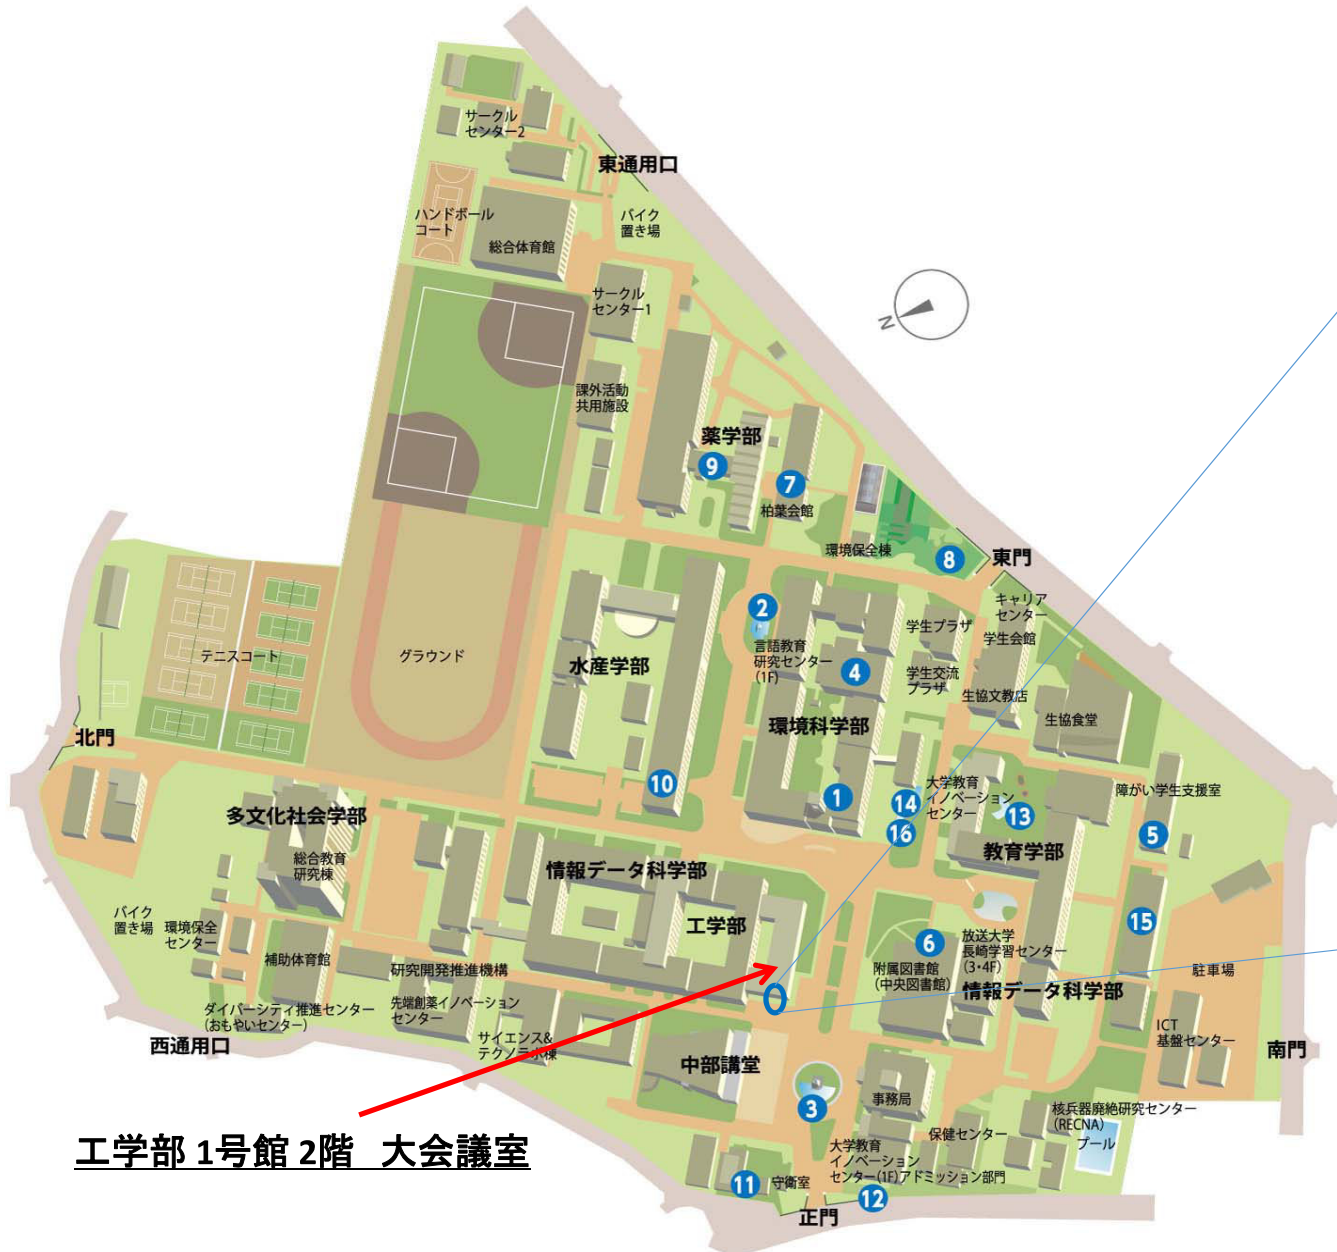 サークル
センター2
東通用口
ハンドボール
コート
バイク
置き場
総合体育館
サークル
センター1
N
課外活動
共用施設
薬学部
9
7
柏葉会館
環境保全棟
8
東門
キャリア
センター
2
学生プラザ
学生会館
言語教育
研究センター
(1F)
テニスコート
グラウンド
水産学部
4
学生交流
プラザ
生協文教店
生協食堂
環境科学部
北門
10
1
14
大学教育
イノベーション
センター
13
障がい学生支援室
16
5
多文化社会学部
教育学部
総合教育
研究棟
情報データ科学部
工学部
バイク
置き場
環境保全
センター
補助体育館
研究開発推進機構
6
放送大学
長崎学習センター
(3・4F)
15
附属図書館
(中央図書館)
駐車場
情報データ科学部
ダイバーシティ推進センター
(おもやいセンター)
先端創薬イノベーション
センター
西通用口
サイエンス&
テクノラボ棟
ICT
基盤センター
南門
中部講堂
3
事務局
核兵器廃絶研究センター
(RECNA)
プール
保健センター
工学部 1号館 2階 大会議室
大学教育
イノベーション
センター(1F)アドミッション部門
11
守衛室
12
正門